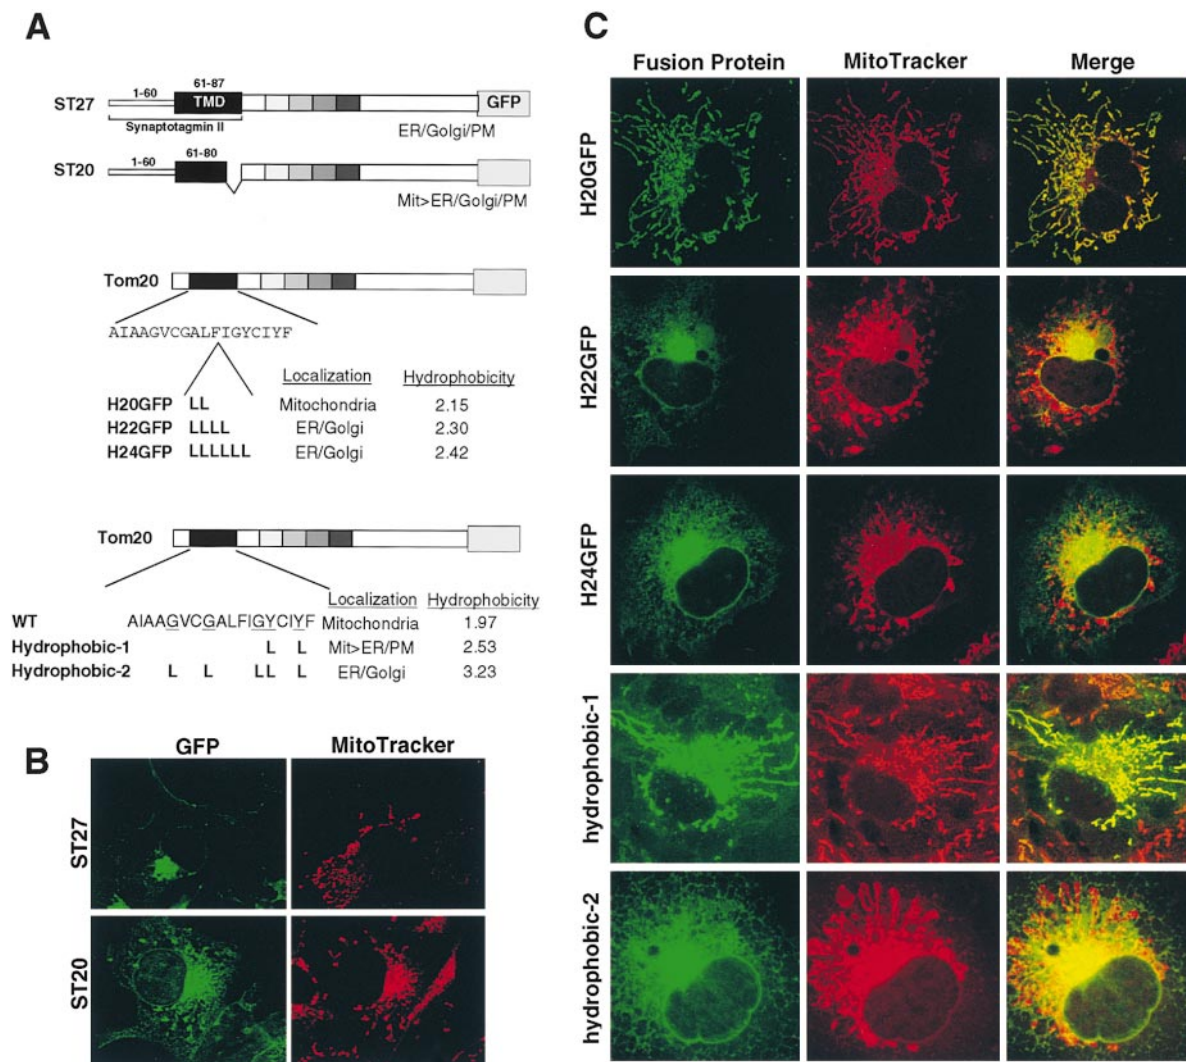 A
61-87
1-60
ST27
TMD
GFP
Synaptotagmin II
ER/Golgi/PM
61-80
1-60
ST20
Mit>ER/Golgi/PM
Tom20
AIAAGVCGALFIGYCIYF
Localization Hydrophobicity
H20GFP LL Mitochondria 2.15
H22GFP LLLL ER/Golgi 2.30
H24GFP LLLLLL ER/Golgi 2.42
Tom20
Localization Hydrophobicity
WT AIAAGVCGALFIGYCIYF Mitochondria 1.97
Hydrophobic-1 L L Mit>ER/PM 2.53
Hydrophobic-2 L L LL L ER/Golgi 3.23
B
GFP MitoTracker
ST27
ST20
C
Fusion Protein MitoTracker Merge
H20GFP
H22GFP
H24GFP
hydrophobic-1
hydrophobic-2